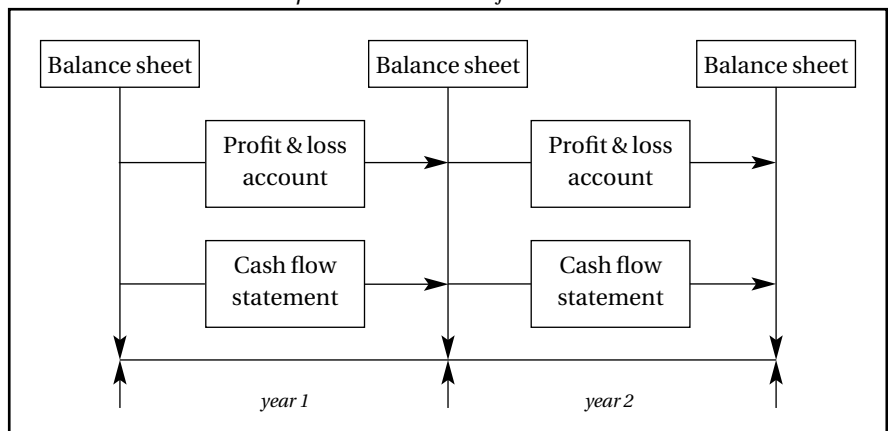 Balance sheet Balance sheet Balance sheet
Profit & loss
account
Profit & loss
account
Cash flow
statement
Cash flow
statement
year 1 year 2